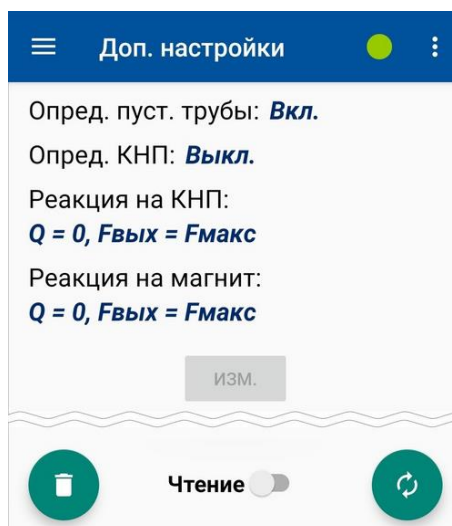 Доп. настройки
Опред. пуст. трубы: Вкл.
Опред. КНП: Выкл.
Реакция на КНП:
Q = 0, Fвых = Fмакс
Реакция на магнит:
Q = 0, Fвых = Fмакс
изм.
Чтение